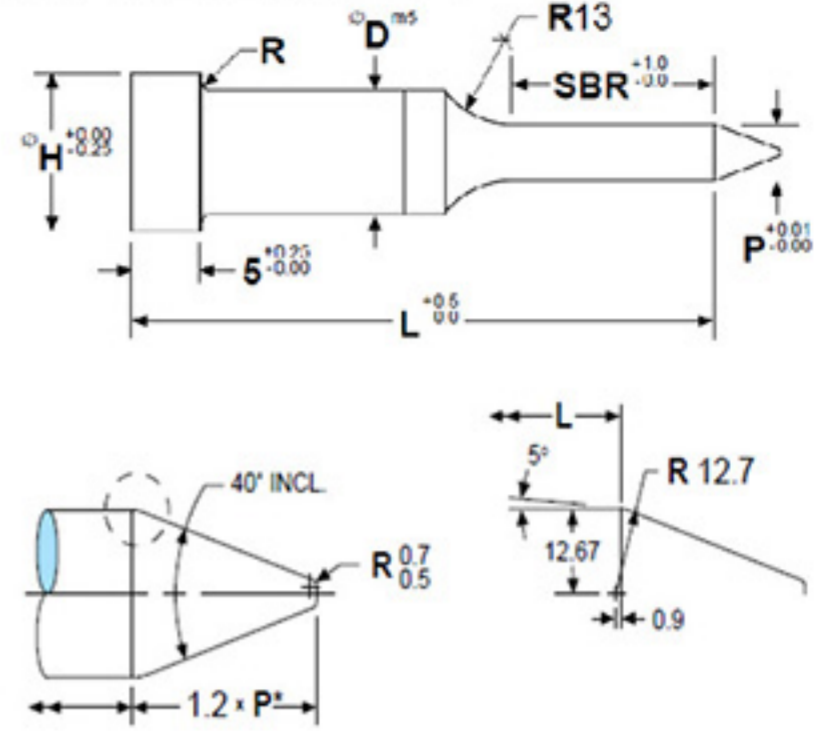 R13
⌀D m5
R
SBR +1.0 -0.0
⌀H +0.00 -0.25
P +0.01 -0.00
5 +0.25 -0.00
L +0.5 0.0
L
5°
R 12.7
40° INCL.
12.67
R 0.7 0.5
0.9
1.2 × P*